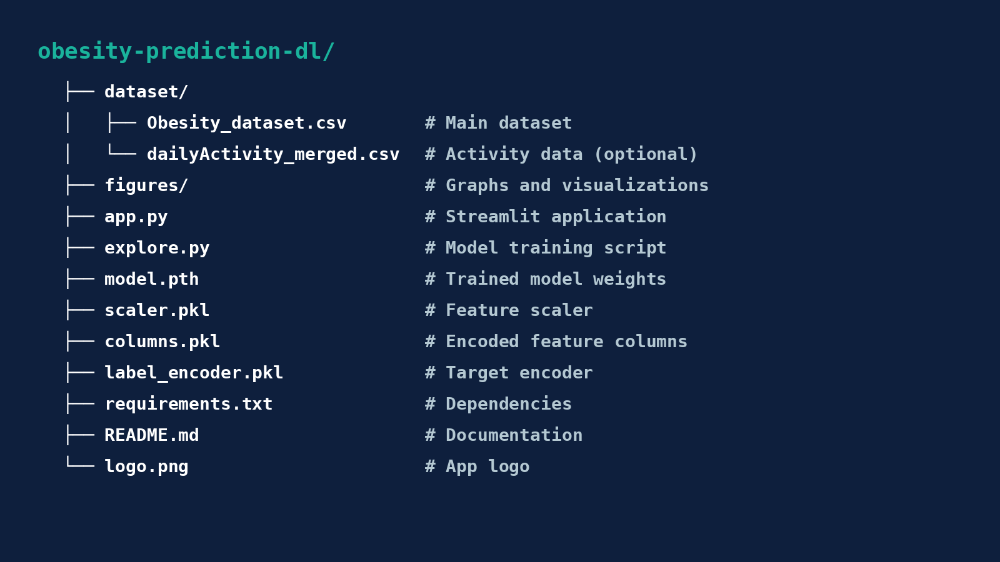 obesity-prediction-dl/
├── dataset/
│   ├── Obesity_dataset.csv # Main dataset
│   └── dailyActivity_merged.csv # Activity data (optional)
├── figures/ # Graphs and visualizations
├── app.py # Streamlit application
├── explore.py # Model training script
├── model.pth # Trained model weights
├── scaler.pkl # Feature scaler
├── columns.pkl # Encoded feature columns
├── label_encoder.pkl # Target encoder
├── requirements.txt # Dependencies
├── README.md # Documentation
└── logo.png # App logo